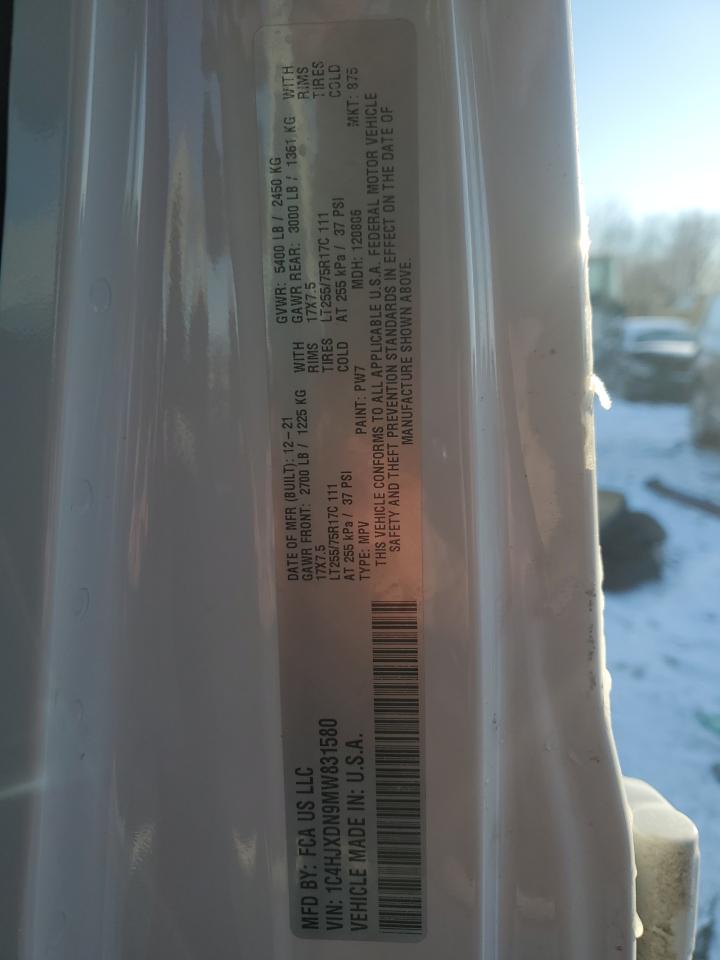 MFD BY: FCA US LLC
VIN: 1C4HJXDN9MW831580
VEHICLE MADE IN: U.S.A.
DATE OF MFR (BUILT): 12-21 GVWR: 5400 LB / 2450 KG
GAWR FRONT: 2700 LB / 1225 KG WITH GAWR REAR: 3000 LB / 1361 KG WITH
17X7.5 RIMS 17X7.5 RIMS
LT255/75R17C 111 TIRES LT255/75R17C 111 TIRES
AT 255 kPa / 37 PSI COLD AT 255 kPa / 37 PSI COLD
TYPE: MPV PAINT: PW7 MDH: 120806 MKT: 875
THIS VEHICLE CONFORMS TO ALL APPLICABLE U.S.A. FEDERAL MOTOR VEHICLE
SAFETY AND THEFT PREVENTION STANDARDS IN EFFECT ON THE DATE OF
MANUFACTURE SHOWN ABOVE.